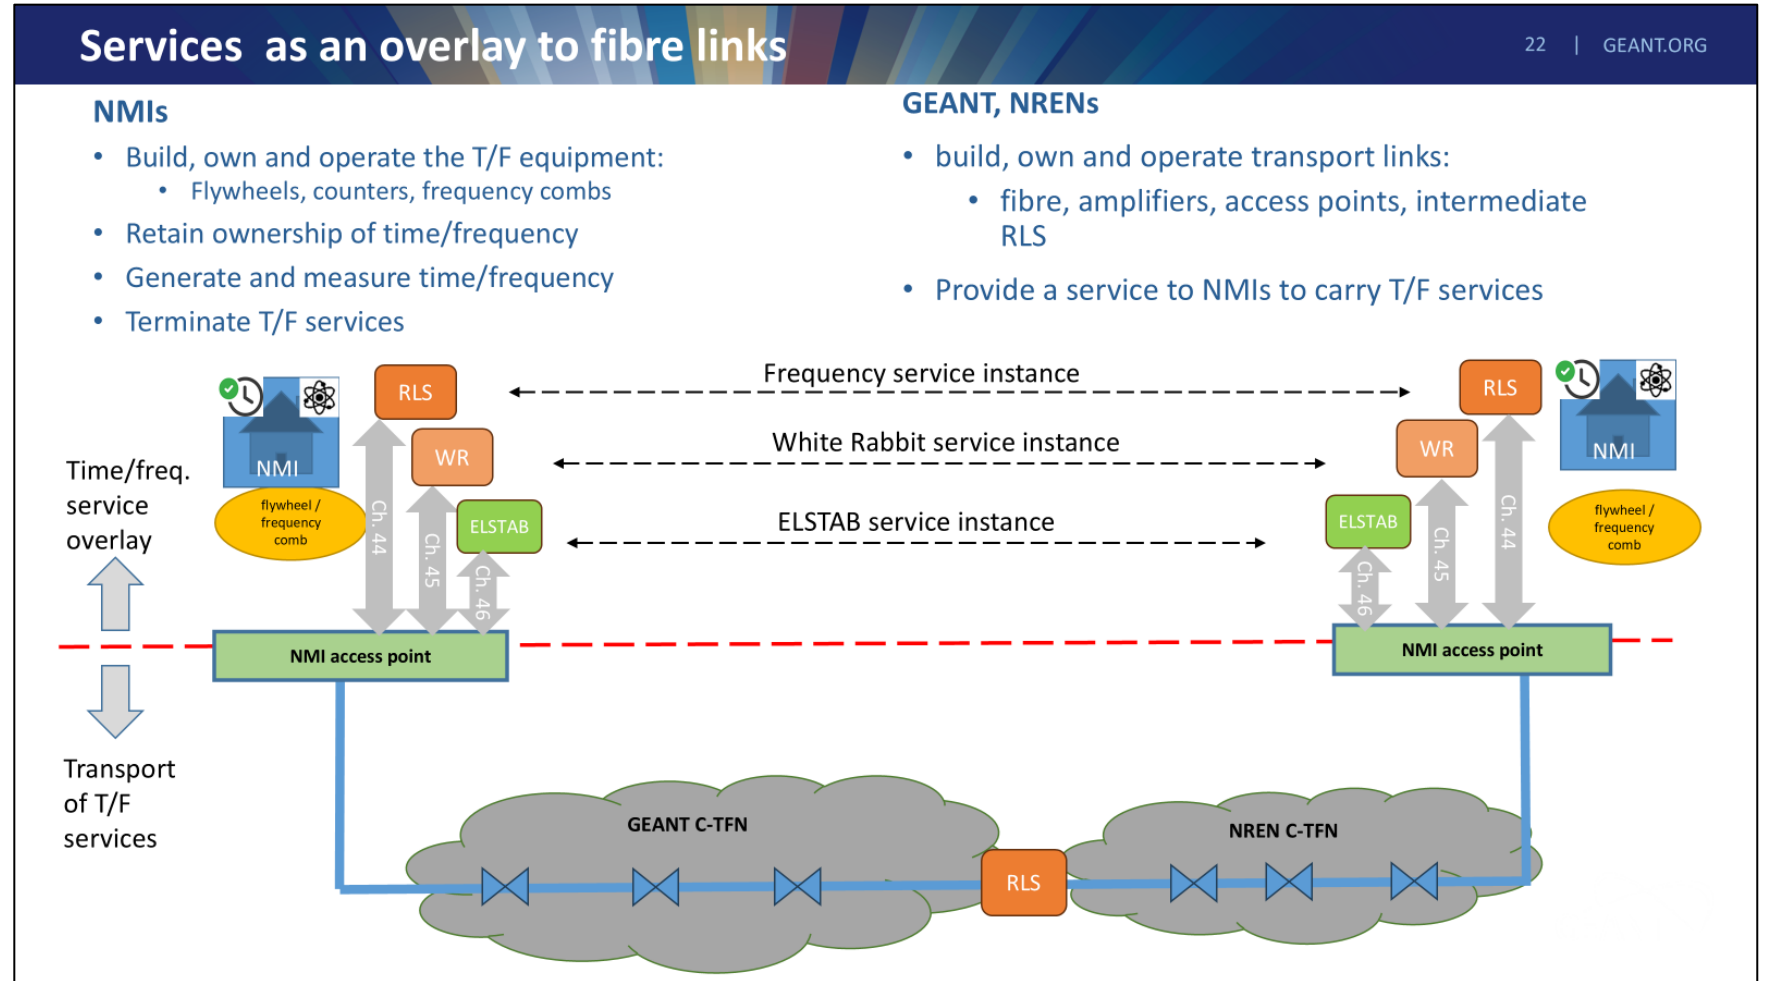 Services as an overlay to fibre links
22 | GEANT.ORG
NMIs
• Build, own and operate the T/F equipment:
• Flywheels, counters, frequency combs
• Retain ownership of time/frequency
• Generate and measure time/frequency
• Terminate T/F services
GEANT, NRENs
• build, own and operate transport links:
• fibre, amplifiers, access points, intermediate
RLS
• Provide a service to NMIs to carry T/F services
Time/freq.
service
overlay
NMI
flywheel /
frequency
comb
RLS
WR
ELSTAB
Ch. 44
Ch. 45
Ch. 46
Frequency service instance
White Rabbit service instance
ELSTAB service instance
RLS
WR
ELSTAB
Ch. 46
Ch. 45
Ch. 44
NMI
flywheel /
frequency
comb
NMI access point
NMI access point
Transport
of T/F
services
GEANT C-TFN
RLS
NREN C-TFN